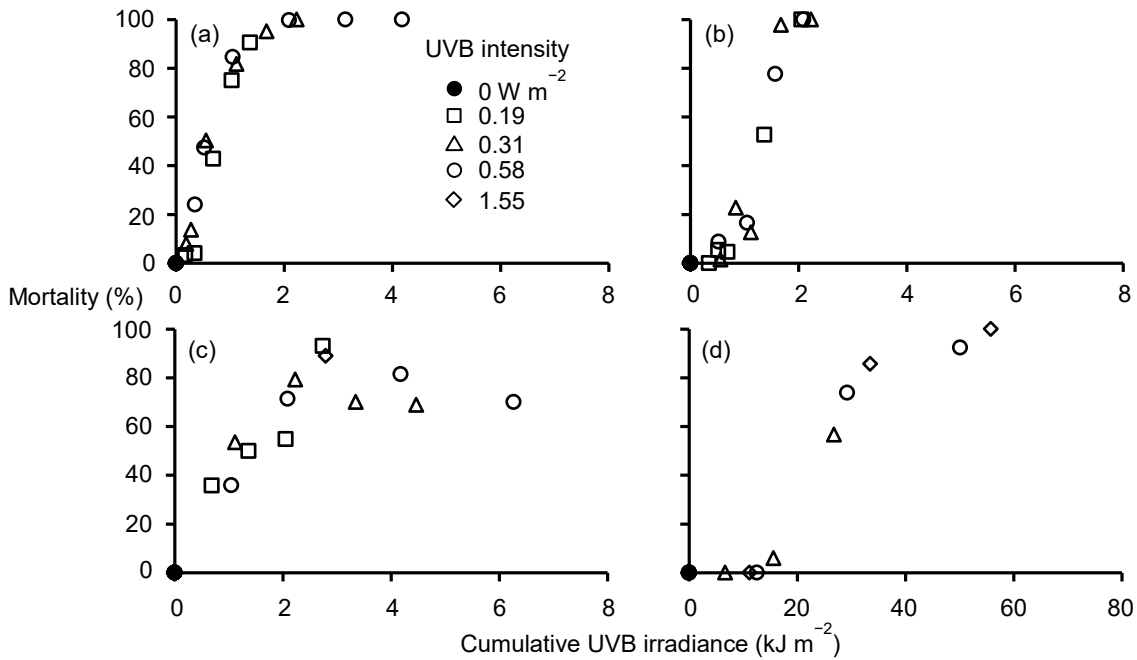 100
80
60
40
20
0
(a)
UVB intensity
0 W m⁻²
0.19
0.31
0.58
1.55
0 2 4 6 8
(b)
0 2 4 6 8
Mortality (%)
100
80
60
40
20
0
(c)
0 2 4 6 8
(d)
0 20 40 60 80
Cumulative UVB irradiance (kJ m⁻²)